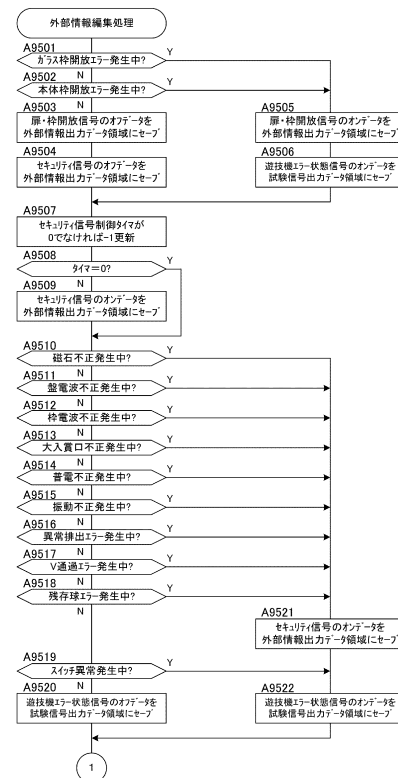 外部情報編集処理
A9501
ガラス枠開放エラー発生中?
Y
N
A9502
本体枠開放エラー発生中?
Y
N
A9503
扉・枠開放信号のオフデータを
外部情報出力データ領域にセーブ
A9504
セキュリティ信号のオフデータを
外部情報出力データ領域にセーブ
A9505
扉・枠開放信号のオンデータを
外部情報出力データ領域にセーブ
A9506
遊技機エラー状態信号のオンデータを
試験信号出力データ領域にセーブ
A9507
セキュリティ信号制御タイマが
0でなければ-1更新
A9508
タイマ=0?
Y
N
A9509
セキュリティ信号のオンデータを
外部情報出力データ領域にセーブ
A9510
磁石不正発生中?
Y
N
A9511
盤電波不正発生中?
Y
N
A9512
枠電波不正発生中?
Y
N
A9513
大入賞口不正発生中?
Y
N
A9514
普電不正発生中?
Y
N
A9515
振動不正発生中?
Y
N
A9516
異常排出エラー発生中?
Y
N
A9517
V通過エラー発生中?
Y
N
A9518
残存球エラー発生中?
Y
N
A9521
セキュリティ信号のオンデータを
外部情報出力データ領域にセーブ
A9519
スイッチ異常発生中?
Y
N
A9520
遊技機エラー状態信号のオフデータを
試験信号出力データ領域にセーブ
A9522
遊技機エラー状態信号のオンデータを
試験信号出力データ領域にセーブ
1